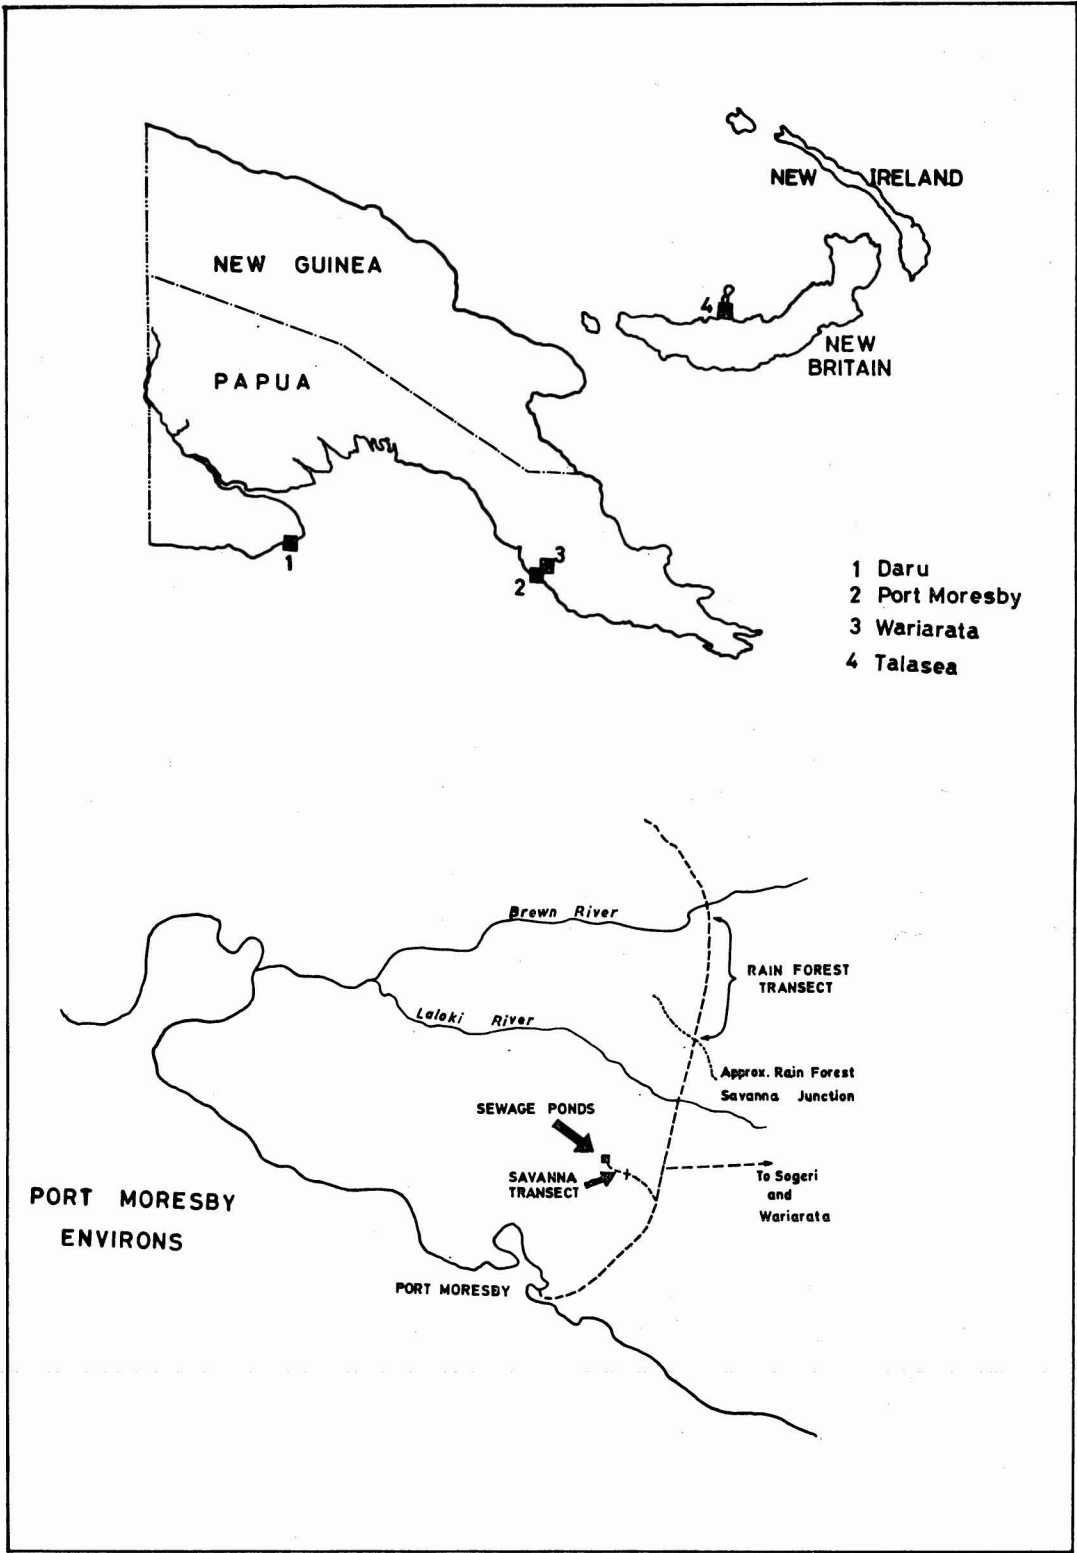 NEW IRELAND
NEW GUINEA
4
NEW
BRITAIN
PAPUA
1
3
2
1 Daru
2 Port Moresby
3 Wariarata
4 Talasea
Brown River
RAIN FOREST
TRANSECT
Laloki River
Approx. Rain Forest
Savanna Junction
SEWAGE PONDS
SAVANNA
TRANSECT
To Sogeri
and
Wariarata
PORT MORESBY
ENVIRONS
PORT MORESBY